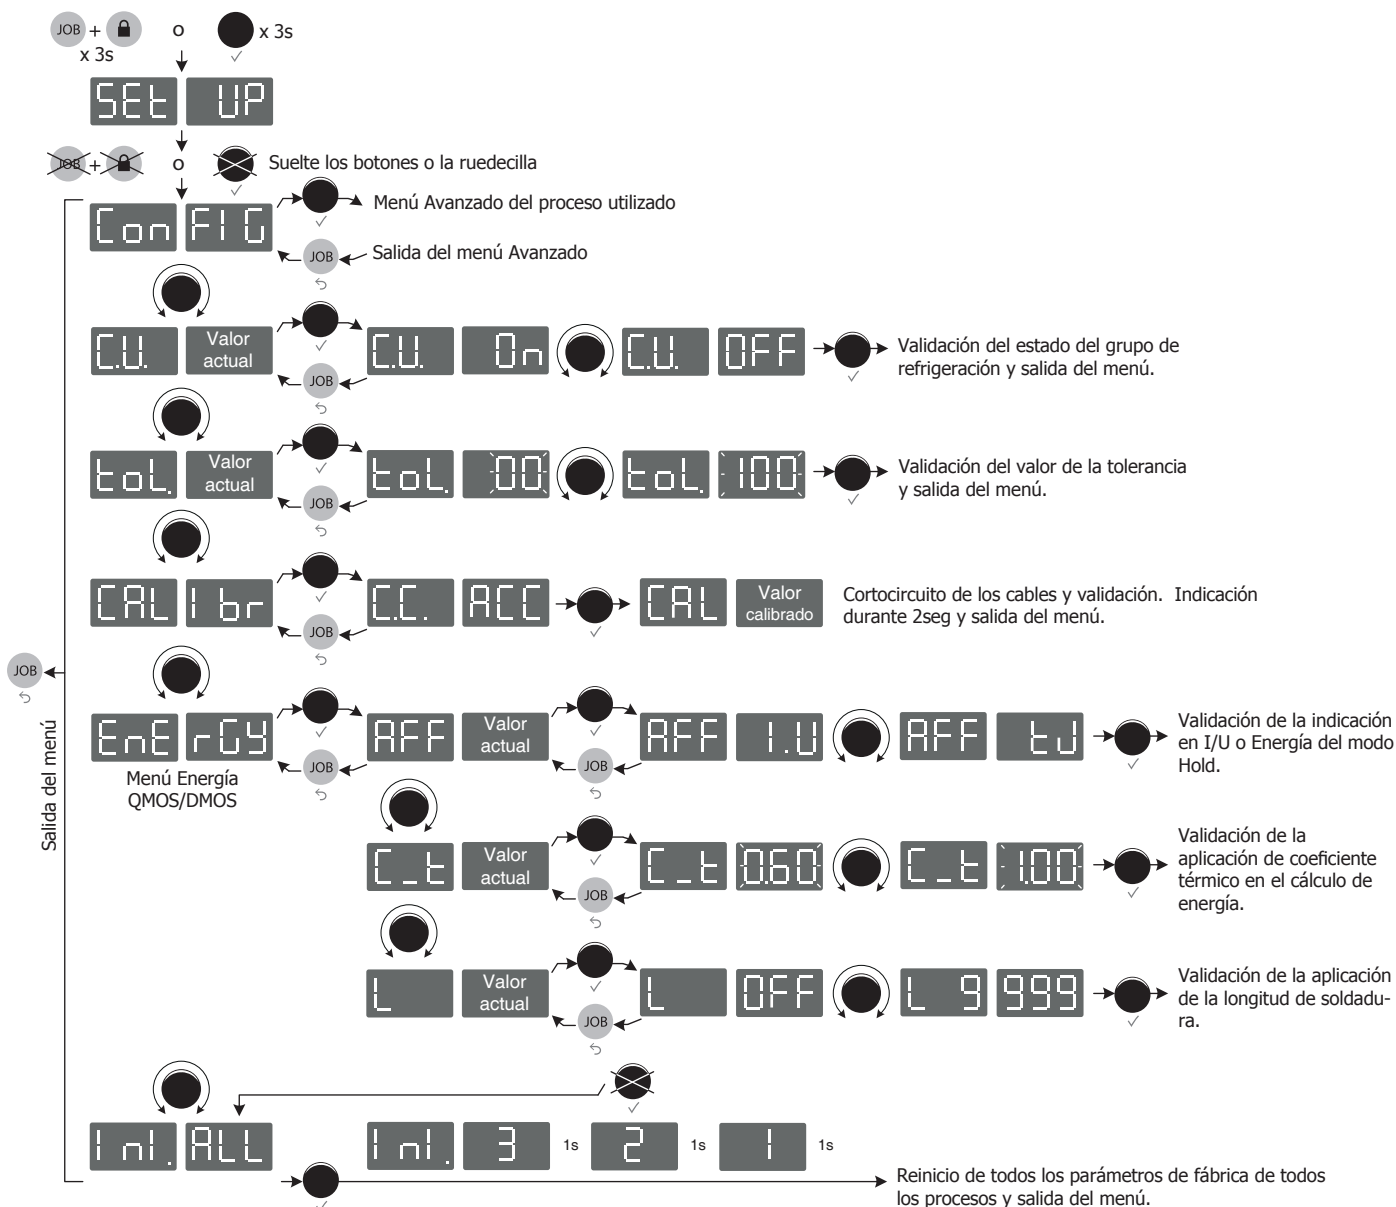 JOB + o x 3s
x 3s
SEt UP
JOB + o Suelte los botones o la ruedecilla
Con FIG Menú Avanzado del proceso utilizado
JOB Salida del menú Avanzado
C.U. Valor actual C.U. On C.U. OFF Validación del estado del grupo de
refrigeración y salida del menú.
JOB
toL. Valor actual toL. 00 toL. 100 Validación del valor de la tolerancia
y salida del menú.
JOB
CAL Ibr C.C. ACC CAL Valor calibrado Cortocircuito de los cables y validación. Indicación
durante 2seg y salida del menú.
JOB
JOB
Salida del menú
EnE rGY AFF Valor actual AFF I.U AFF tJ Validación de la indicación
en I/U o Energía del modo
Hold.
JOB JOB
Menú Energía
QMOS/DMOS
C_t Valor actual C_t 0.60 C_t 1.00 Validación de la
aplicación de coeficiente
térmico en el cálculo de
energía.
JOB
L Valor actual L OFF L 9 999 Validación de la aplicación
de la longitud de soldadu-
ra.
JOB
InI. ALL InI. 3 1s 2 1s 1 1s
Reinicio de todos los parámetros de fábrica de todos
los procesos y salida del menú.